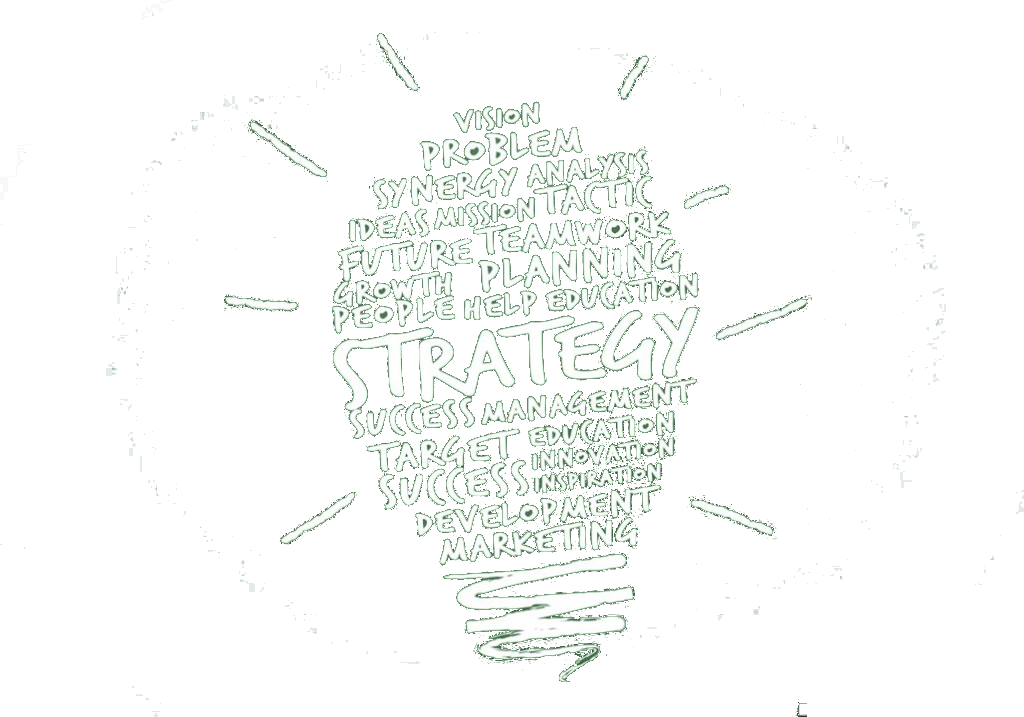 VISION
PROBLEM
SYNERGY ANALYSIS
IDEAS MISSION TACTIC
FUTURE TEAMWORK
GROWTH PLANNING
PEOPLE HELP EDUCATION
STRATEGY
SUCCESS MANAGEMENT
TARGET EDUCATION
INNOVATION
SUCCESS INSPIRATION
DEVELOPMENT
MARKETING